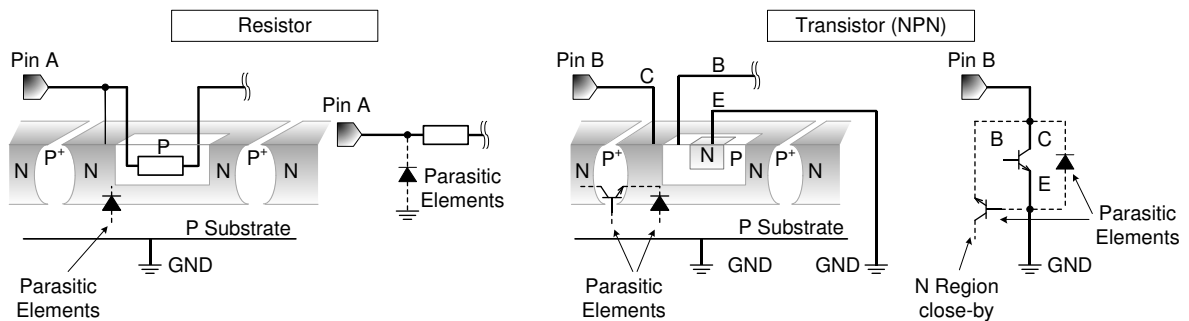 Resistor
Pin A
N
P+
N
P
N
P+
N
P Substrate
GND
Parasitic
Elements
Pin A
Parasitic
Elements
Transistor (NPN)
Pin B
C
B
E
N
P+
N
N
P
P+
N
P Substrate
GND
GND
Parasitic
Elements
Pin B
B
C
E
Parasitic
Elements
GND
N Region
close-by